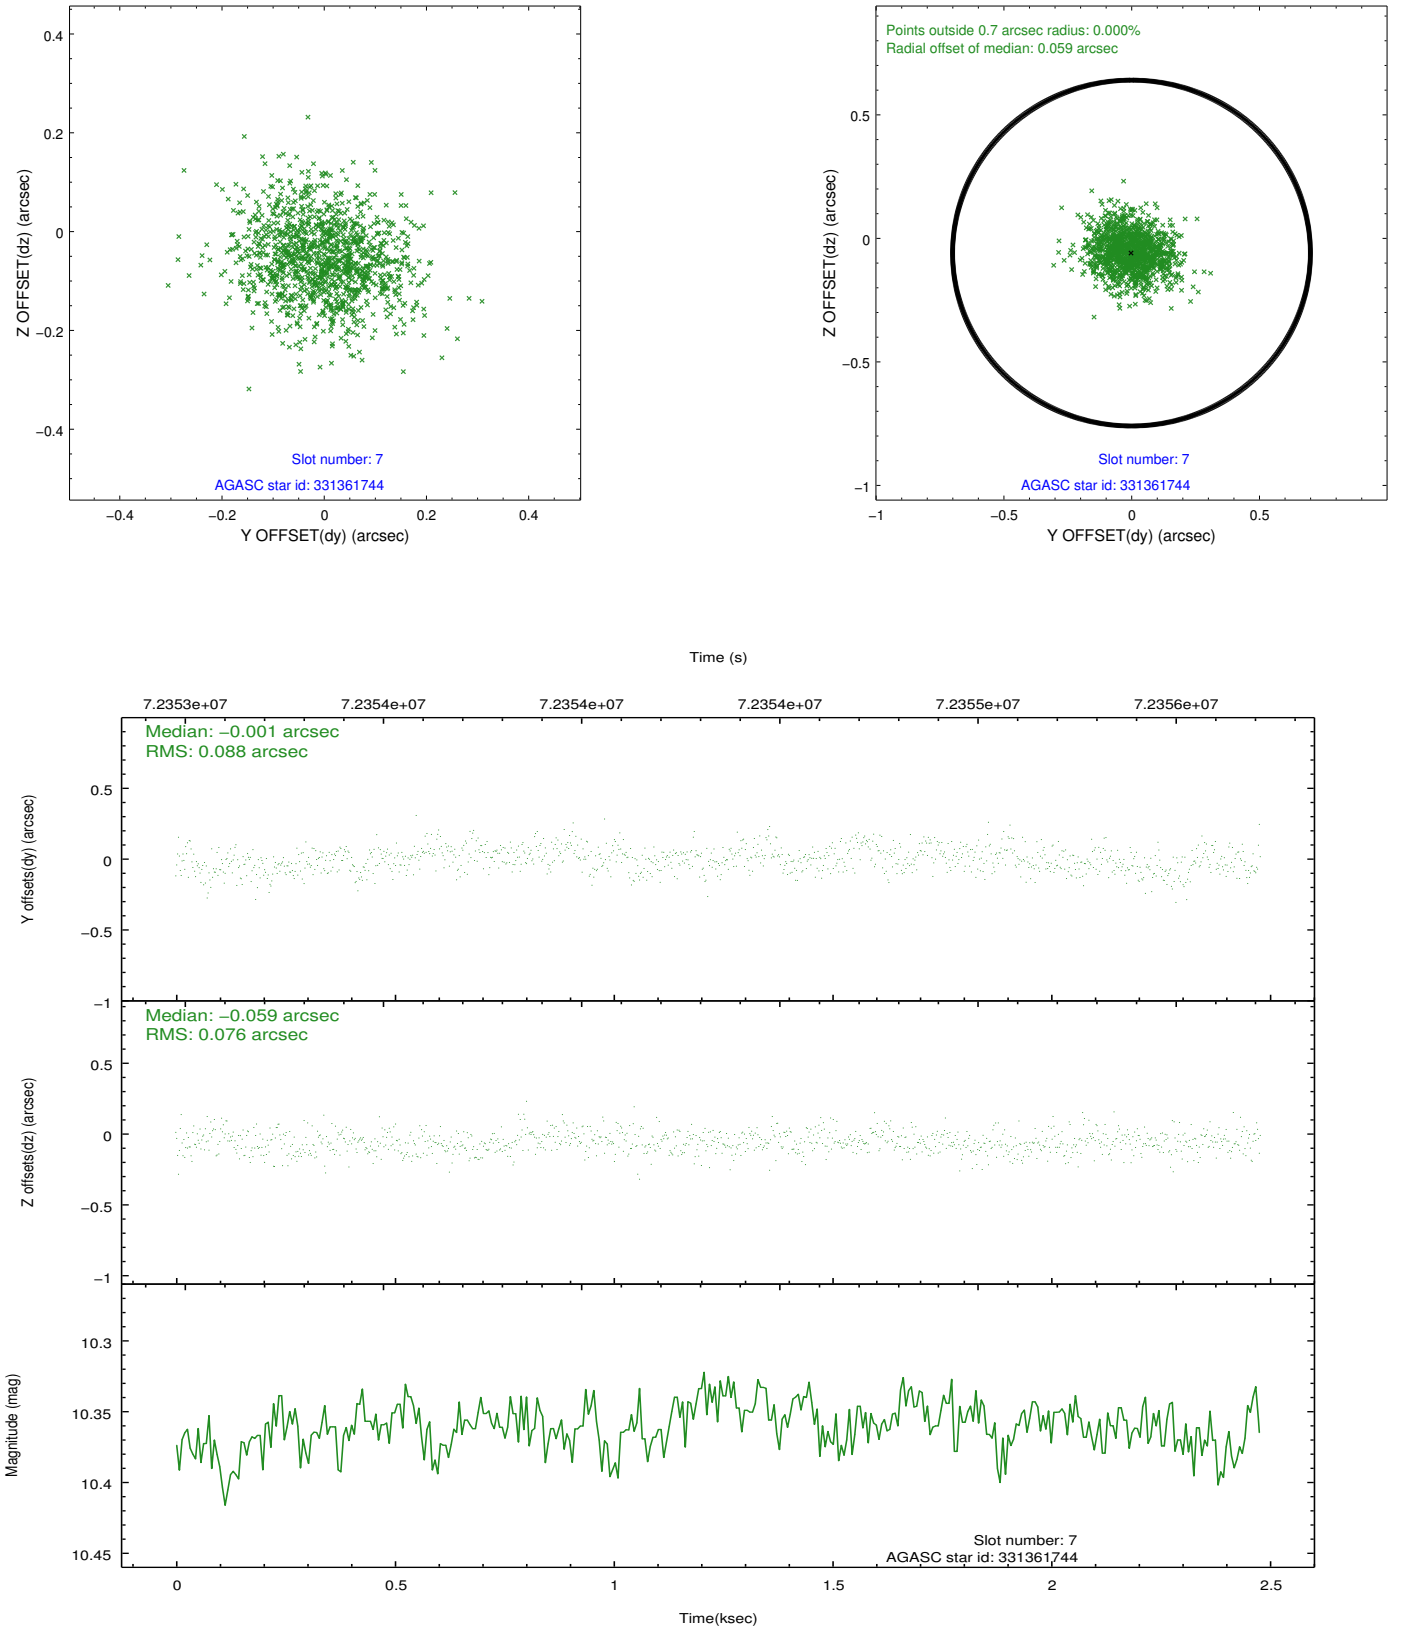 0.4
0.2
0
−0.2
−0.4
Z OFFSET(dz) (arcsec)
Slot number: 7
AGASC star id: 331361744
−0.4 −0.2 0 0.2 0.4
Y OFFSET(dy) (arcsec)
Points outside 0.7 arcsec radius: 0.000%
Radial offset of median: 0.059 arcsec
0.5
0
−0.5
−1
Z OFFSET(dz) (arcsec)
Slot number: 7
AGASC star id: 331361744
−1 −0.5 0 0.5
Y OFFSET(dy) (arcsec)
Time (s)
7.2353e+07 7.2354e+07 7.2354e+07 7.2354e+07 7.2355e+07 7.2356e+07
Median: −0.001 arcsec
RMS: 0.088 arcsec
0.5
0
−0.5
−1
Y offsets(dy) (arcsec)
Median: −0.059 arcsec
RMS: 0.076 arcsec
0.5
0
−0.5
−1
Z offsets(dz) (arcsec)
10.3
10.35
10.4
10.45
Magnitude (mag)
Slot number: 7
AGASC star id: 331361744
0 0.5 1 1.5 2 2.5
Time(ksec)